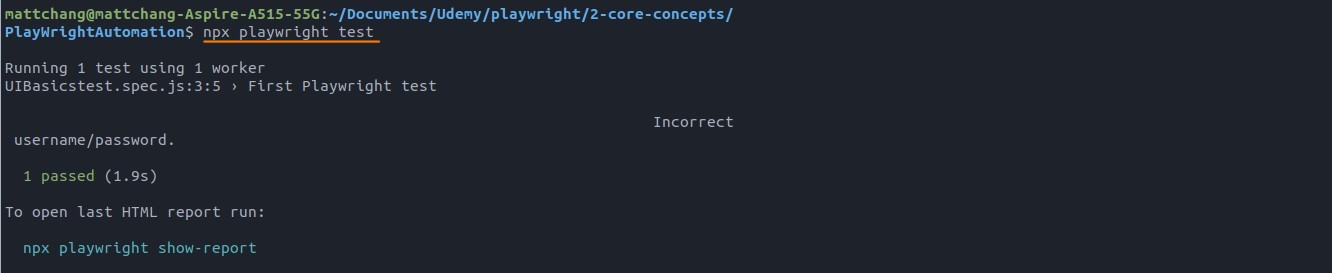 mattchang@mattchang-Aspire-A515-55G:~/Documents/Udemy/playwright/2-core-concepts/
PlayWrightAutomation$ npx playwright test
Running 1 test using 1 worker
UIBasicstest.spec.js:3:5 › First Playwright test
Incorrect
username/password.
1 passed (1.9s)
To open last HTML report run:
npx playwright show-report